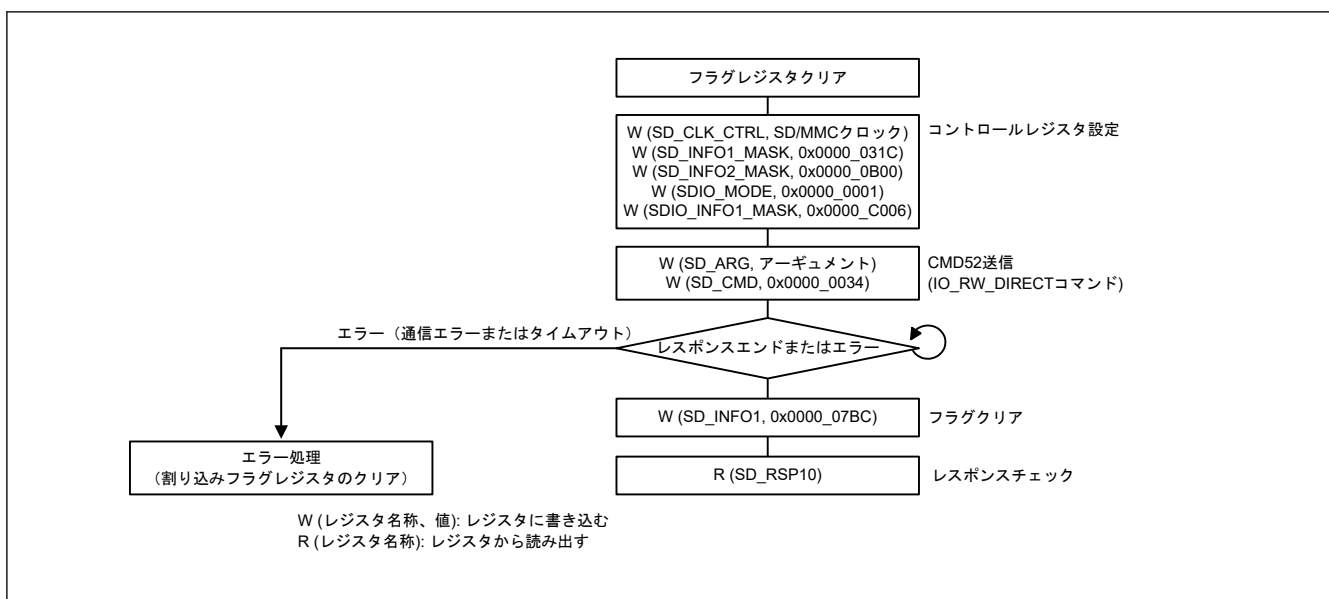 フラグレジスタクリア
W (SD_CLK_CTRL, SD/MMCクロック)
W (SD_INFO1_MASK, 0x0000_031C)
W (SD_INFO2_MASK, 0x0000_0B00)
W (SDIO_MODE, 0x0000_0001)
W (SDIO_INFO1_MASK, 0x0000_C006)
コントロールレジスタ設定
W (SD_ARG, アーギュメント)
W (SD_CMD, 0x0000_0034)
CMD52送信
(IO_RW_DIRECTコマンド)
エラー（通信エラーまたはタイムアウト）
レスポンスエンドまたはエラー
W (SD_INFO1, 0x0000_07BC)
フラグクリア
エラー処理
（割り込みフラグレジスタのクリア）
R (SD_RSP10)
レスポンスチェック
W (レジスタ名称、値): レジスタに書き込む
R (レジスタ名称): レジスタから読み出す